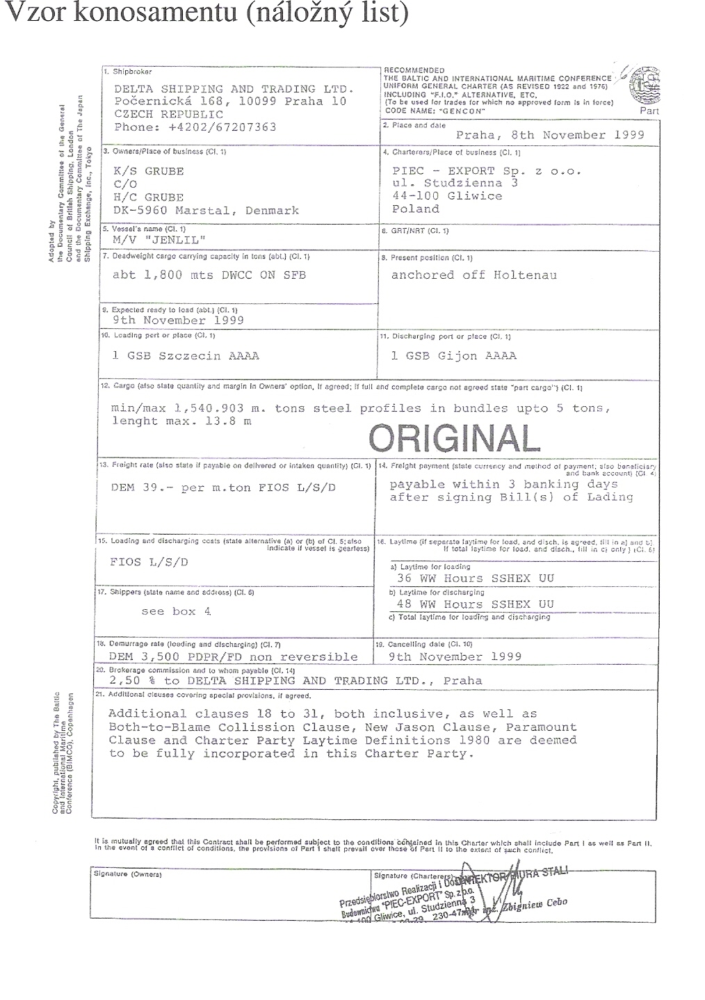 Vzor konosamentu (náložný list)
Adopted by
the Documentary Committee of the General
Council of British Shipping, London
and the Documentary Committee of The Japan
Shipping Exchange, Inc., Tokyo
1. Shipbroker
DELTA SHIPPING AND TRADING LTD.
Počernická 168, 10099 Praha 10
CZECH REPUBLIC
Phone: +4202/67207363
RECOMMENDED
THE BALTIC AND INTERNATIONAL MARITIME CONFERENCE
UNIFORM GENERAL CHARTER (AS REVISED 1922 and 1976)
INCLUDING "F.I.O." ALTERNATIVE, ETC.
(To be used for trades for which no approved form is in force)
CODE NAME: "GENCON"
Part
2. Place and date
Praha, 8th November 1999
3. Owners/Place of business (Cl. 1)
K/S GRUBE
C/O
H/C GRUBE
DK-5960 Marstal, Denmark
4. Charterers/Place of business (Cl. 1)
PIEC - EXPORT Sp. z o.o.
ul. Studzienna 3
44-100 Gliwice
Poland
5. Vessel's name (Cl. 1)
M/V "JENLIL"
6. GRT/NRT (Cl. 1)
7. Deadweight cargo carrying capacity in tons (abt.) (Cl. 1)
abt 1,800 mts DWCC ON SFB
8. Present position (Cl. 1)
anchored off Holtenau
9. Expected ready to load (abt.) (Cl. 1)
9th November 1999
10. Loading port or place (Cl. 1)
1 GSB Szczecin AAAA
11. Discharging port or place (Cl. 1)
1 GSB Gijon AAAA
12. Cargo (also state quantity and margin in Owners' option, if agreed; if full and complete cargo not agreed state "part cargo") (Cl. 1)
min/max 1,540.903 m. tons steel profiles in bundles upto 5 tons,
lenght max. 13.8 m
ORIGINAL
13. Freight rate (also state if payable on delivered or intaken quantity) (Cl. 1)
DEM 39.- per m.ton FIOS L/S/D
14. Freight payment (state currency and method of payment; also beneficiary
and bank account) (Cl. 4)
payable within 3 banking days
after signing Bill(s) of Lading
15. Loading and discharging costs (state alternative (a) or (b) of Cl. 5; also
indicate if vessel is gearless)
FIOS L/S/D
16. Laytime (if separate laytime for load. and disch. is agreed, fill in a) and b).
If total laytime for load. and disch., fill in c) only) (Cl. 6)
a) Laytime for loading
36 WW Hours SSHEX UU
17. Shippers (state name and address) (Cl. 6)
see box 4
b) Laytime for discharging
48 WW Hours SSHEX UU
c) Total laytime for loading and discharging
18. Demurrage rate (loading and discharging) (Cl. 7)
DEM 3,500 PDPR/FD non reversible
19. Cancelling date (Cl. 10)
9th November 1999
20. Brokerage commission and to whom payable (Cl. 14)
2,50 % to DELTA SHIPPING AND TRADING LTD., Praha
21. Additional clauses covering special provisions, if agreed.
Additional clauses 18 to 31, both inclusive, as well as
Both-to-Blame Collission Clause, New Jason Clause, Paramount
Clause and Charter Party Laytime Definitions 1980 are deemed
to be fully incorporated in this Charter Party.
Copyright, published by The Baltic
and International Maritime
Conference (BIMCO), Copenhagen
It is mutually agreed that this Contract shall be performed subject to the conditions contained in this Charter which shall include Part I as well as Part II.
In the event of a conflict of conditions, the provisions of Part I shall prevail over those of Part II to the extent of such conflict.
Signature (Owners)
Signature (Charterers)
Przedsiębiorstwo Realizacji i
Budownictwa "PIEC-EXPORT" Sp. z o.o.
Gliwice, ul. Studzienna 3
DYREKTOR BIURA STALI
mgr inż. Zbigniew Cebo